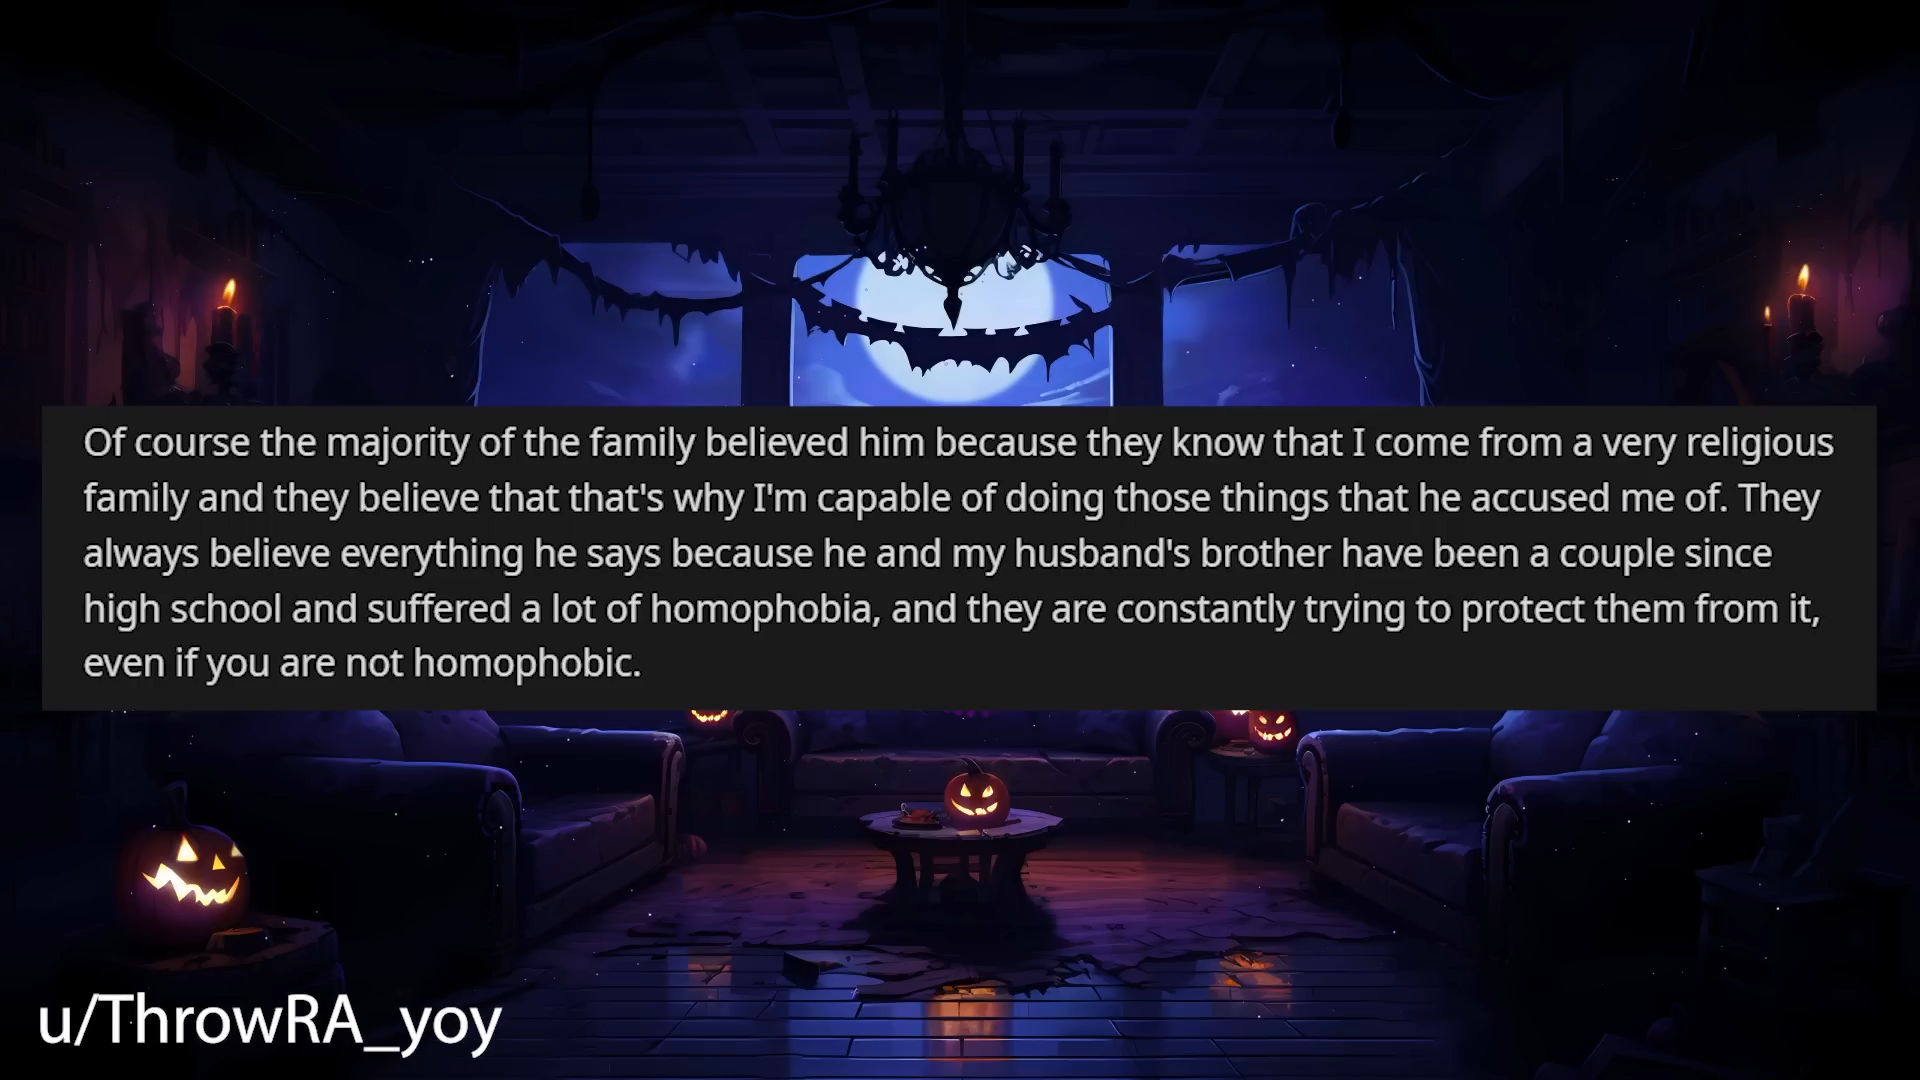 Of course the majority of the family believed him because they know that I come from a very religious
family and they believe that that's why I'm capable of doing those things that he accused me of. They
always believe everything he says because he and my husband's brother have been a couple since
high school and suffered a lot of homophobia, and they are constantly trying to protect them from it,
even if you are not homophobic.
u/ThrowRA_yoy